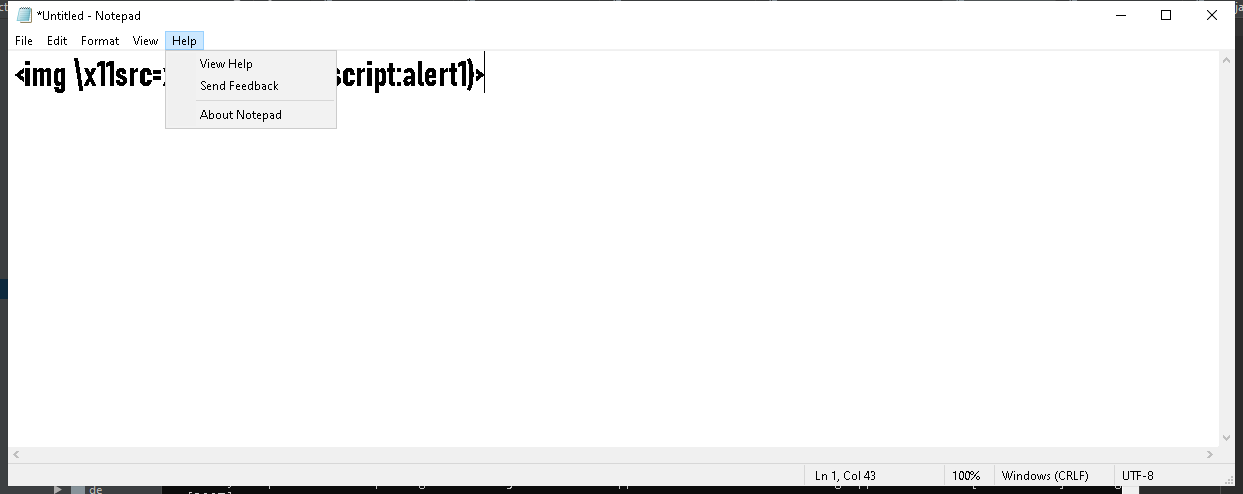 *Untitled - Notepad
File Edit Format View Help
<img \x11src= script:alert1)>
View Help
Send Feedback
About Notepad
Ln 1, Col 43 100% Windows (CRLF) UTF-8
de